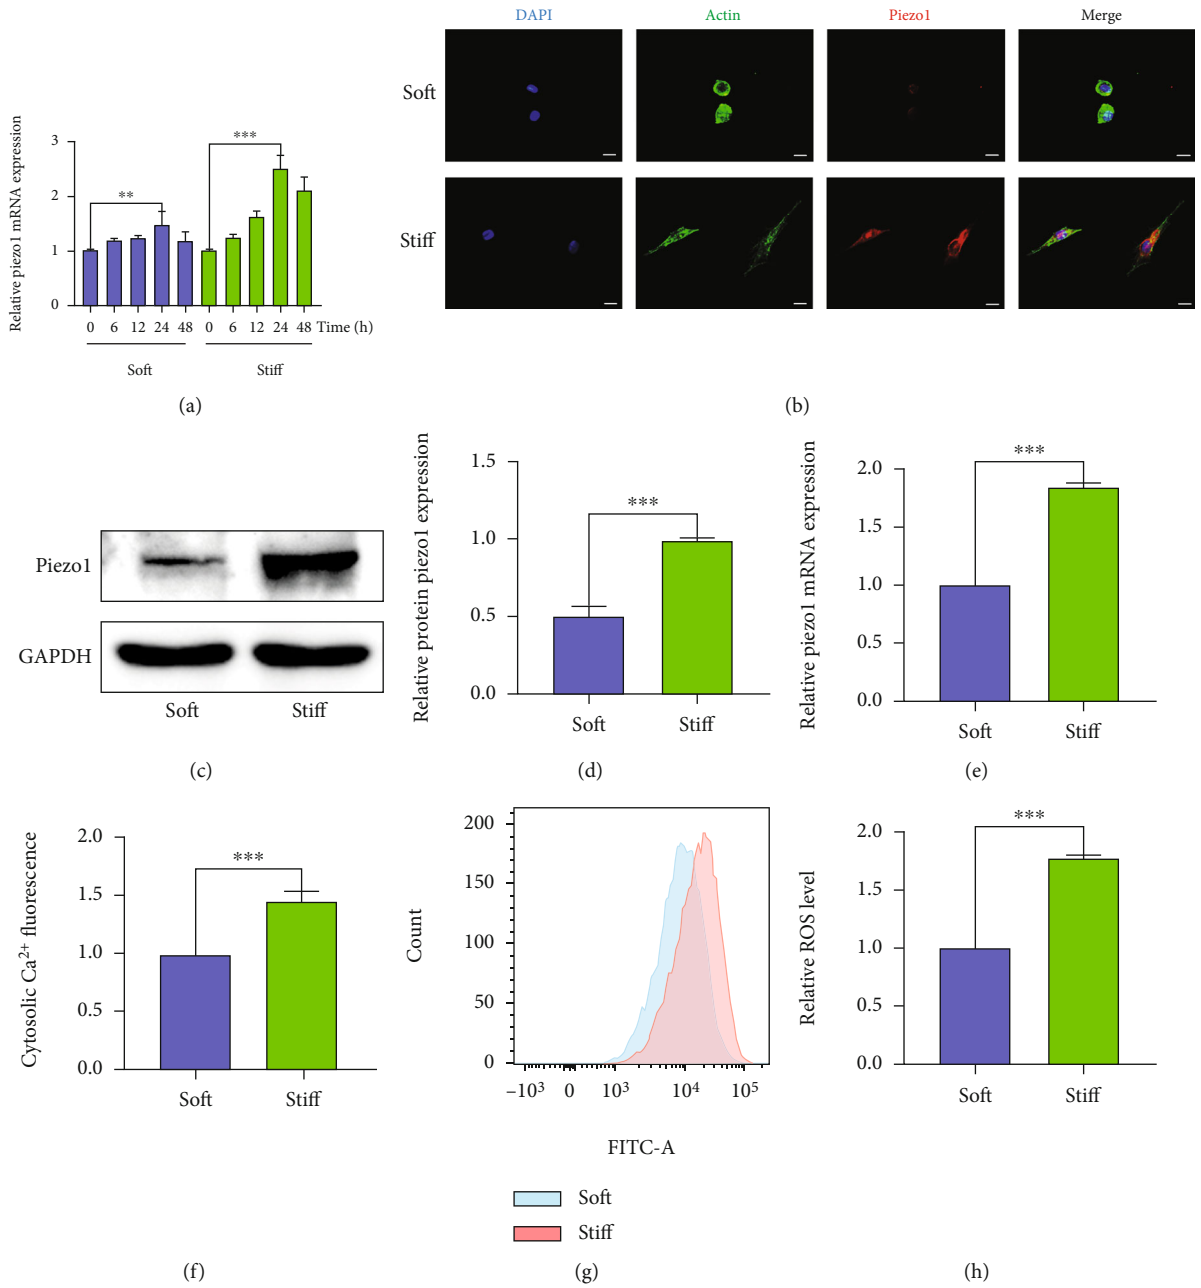 Relative piezo1 mRNA expression
3
2
1
0
**
***
0 6 12 24 48 0 6 12 24 48 Time (h)
Soft Stiff
(a)
DAPI Actin Piezo1 Merge
Soft
Stiff
(b)
Piezo1
GAPDH
Soft Stiff
(c)
Relative protein piezo1 expression
1.5
1.0
0.5
0.0
***
Soft Stiff
(d)
Relative piezo1 mRNA expression
2.0
1.5
1.0
0.5
0.0
***
Soft Stiff
(e)
Cytosolic Ca²⁺ fluorescence
2.0
1.5
1.0
0.5
0.0
***
Soft Stiff
(f)
Count
200
150
100
50
0
–10³ 0 10³ 10⁴ 10⁵
FITC-A
Soft
Stiff
(g)
Relative ROS level
2.0
1.5
1.0
0.5
0.0
***
Soft Stiff
(h)